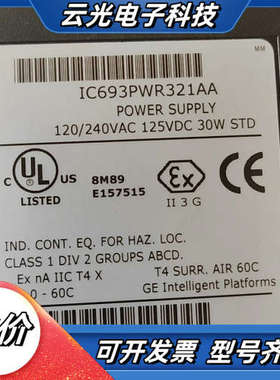 云光电子科技
MM
IC693PWR321AA
POWER SUPPLY
120/240VAC 125VDC 30W STD
C UL US
LISTED
8M89
E157515
Ex
II 3 G
IND. CONT. EQ. FOR HAZ. LOC.
CLASS 1 DIV 2 GROUPS ABCD.
Ex nA IIC T4 X
T4 SURR. AIR 60C
0 - 60C
GE Intelligent Platforms
价
可开发票 型号齐